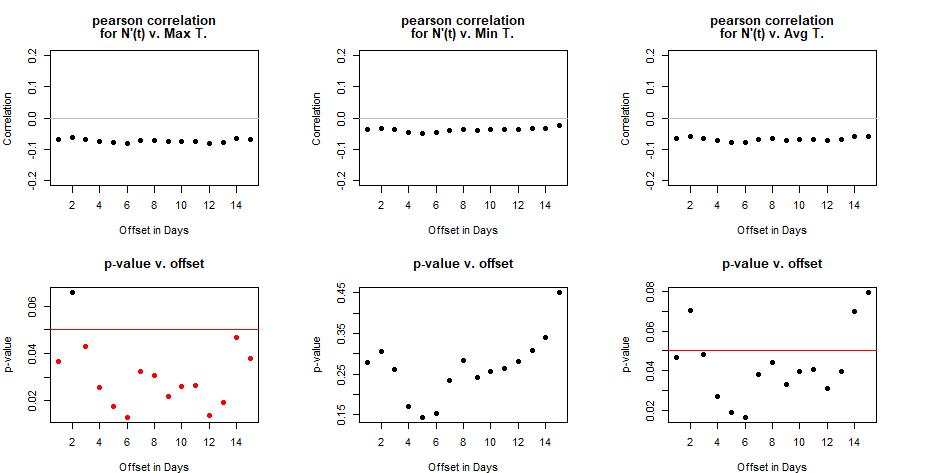 pearson correlation
for N'(t) v. Max T.
0.2
0.1
0.0
-0.1
-0.2
Correlation
2 4 6 8 10 12 14
Offset in Days
pearson correlation
for N'(t) v. Min T.
0.2
0.1
0.0
-0.1
-0.2
Correlation
2 4 6 8 10 12 14
Offset in Days
pearson correlation
for N'(t) v. Avg T.
0.2
0.1
0.0
-0.1
-0.2
Correlation
2 4 6 8 10 12 14
Offset in Days
p-value v. offset
0.06
0.04
0.02
p-value
2 4 6 8 10 12 14
Offset in Days
p-value v. offset
0.45
0.35
0.25
0.15
p-value
2 4 6 8 10 12 14
Offset in Days
p-value v. offset
0.08
0.06
0.04
0.02
p-value
2 4 6 8 10 12 14
Offset in Days